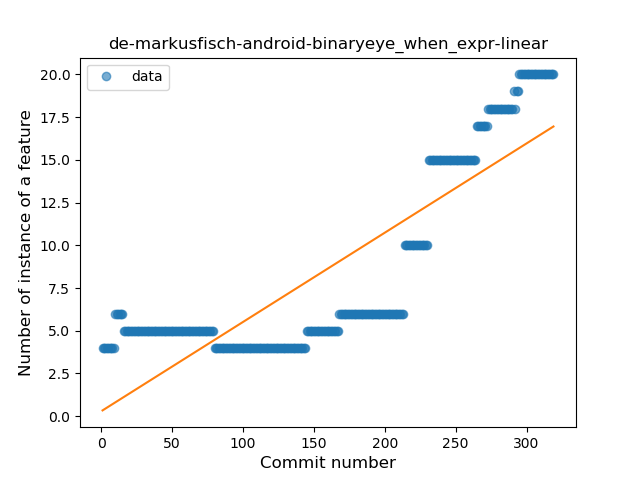 de-markusfisch-android-binaryeye_when_expr-linear
data
Number of instance of a feature
20.0
17.5
15.0
12.5
10.0
7.5
5.0
2.5
0.0
0 50 100 150 200 250 300
Commit number